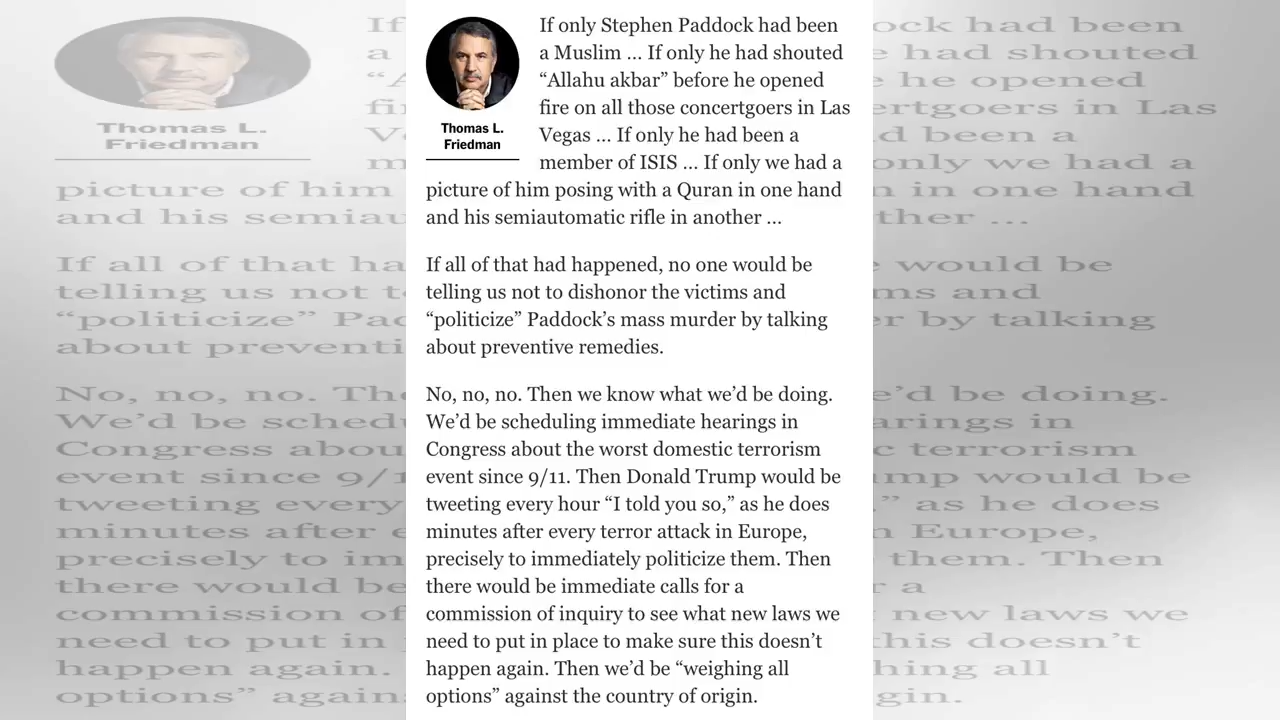 If only Stephen Paddock had been
a Muslim ... If only he had shouted
“Allahu akbar” before he opened
fire on all those concertgoers in Las
Vegas ... If only he had been a
member of ISIS ... If only we had a
picture of him posing with a Quran in one hand
and his semiautomatic rifle in another ...
Thomas L.
Friedman
If all of that had happened, no one would be
telling us not to dishonor the victims and
“politicize” Paddock’s mass murder by talking
about preventive remedies.
No, no, no. Then we know what we’d be doing.
We’d be scheduling immediate hearings in
Congress about the worst domestic terrorism
event since 9/11. Then Donald Trump would be
tweeting every hour “I told you so,” as he does
minutes after every terror attack in Europe,
precisely to immediately politicize them. Then
there would be immediate calls for a
commission of inquiry to see what new laws we
need to put in place to make sure this doesn’t
happen again. Then we’d be “weighing all
options” against the country of origin.